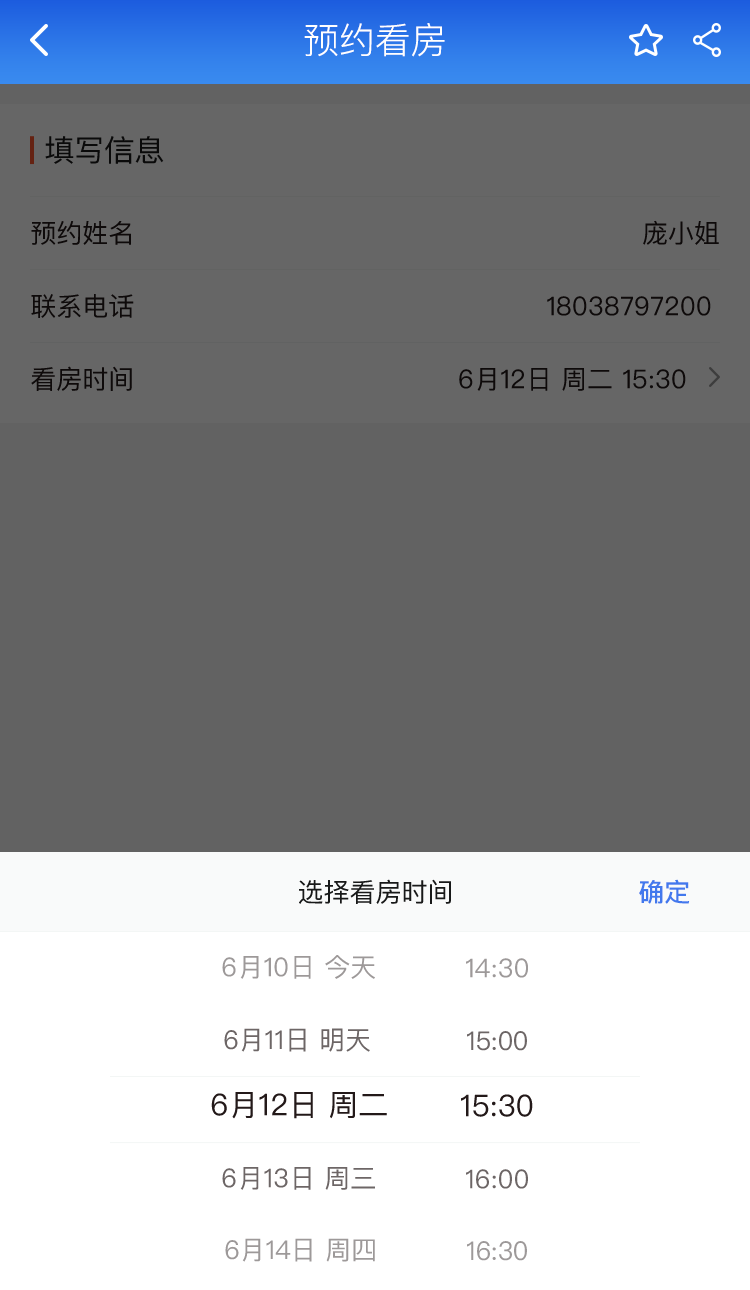 预约看房
填写信息
预约姓名 庞小姐
联系电话 18038797200
看房时间 6月12日 周二 15:30
选择看房时间 确定
6月10日 今天 14:30
6月11日 明天 15:00
6月12日 周二 15:30
6月13日 周三 16:00
6月14日 周四 16:30